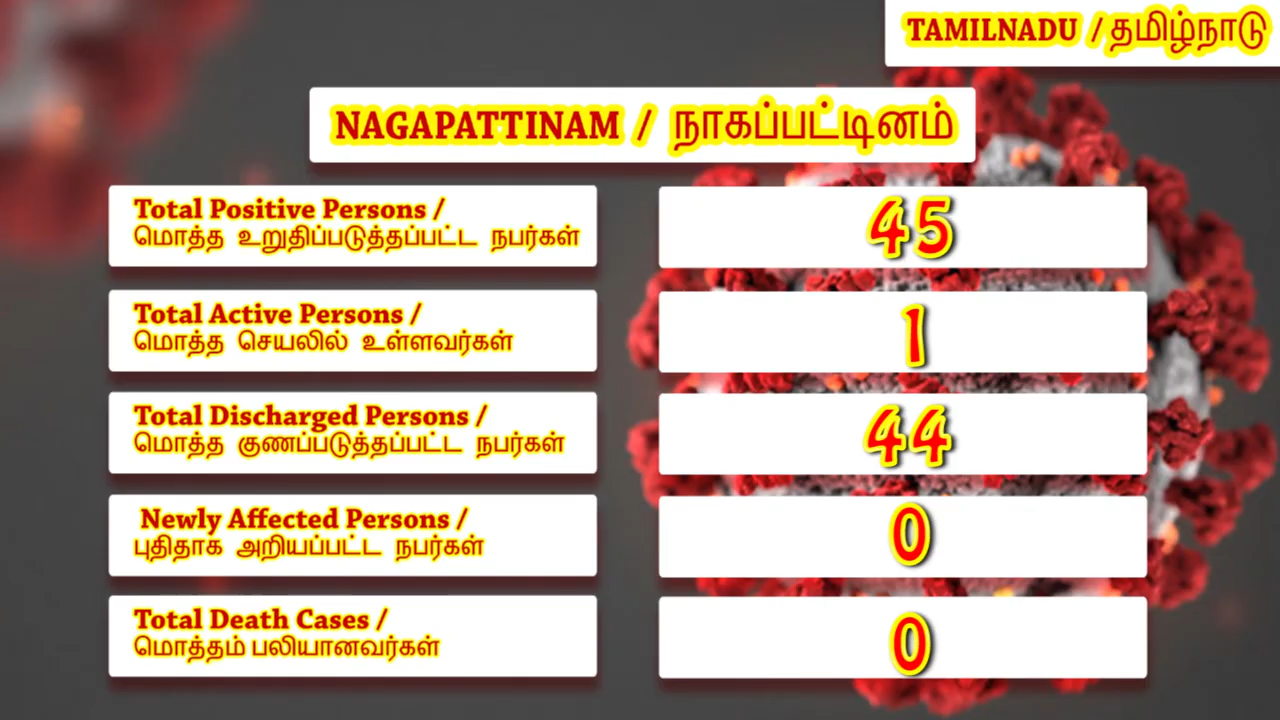 TAMILNADU / தமிழ்நாடு
NAGAPATTINAM / நாகப்பட்டினம்
Total Positive Persons /
மொத்த உறுதிப்படுத்தப்பட்ட நபர்கள்
45
Total Active Persons /
மொத்த செயலில் உள்ளவர்கள்
1
Total Discharged Persons /
மொத்த குணப்படுத்தப்பட்ட நபர்கள்
44
Newly Affected Persons /
புதிதாக அறியப்பட்ட நபர்கள்
0
Total Death Cases /
மொத்தம் பலியானவர்கள்
0